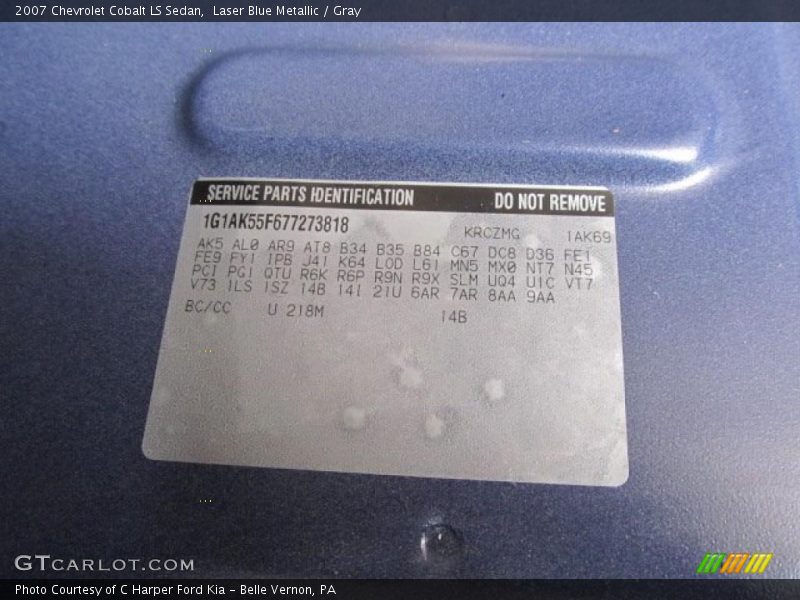 2007 Chevrolet Cobalt LS Sedan,  Laser Blue Metallic / Gray
SERVICE PARTS IDENTIFICATION DO NOT REMOVE
1G1AK55F677273818
KRCZMG 1AK69
AK5 AL0 AR9 AT8 B34 B35 B84 C67 DC8 D36 FE1
FE9 FY1 IPB J41 K64 L0D L61 MN5 MX0 NT7 N45
PCI PG1 QTU R6K R6P R9N R9X SLM UQ4 U1C VT7
V73 1LS 1SZ 14B 14I 21U 6AR 7AR 8AA 9AA
BC/CC U 218M 14B
GTCARLOT.COM
Photo Courtesy of C Harper Ford Kia - Belle Vernon, PA